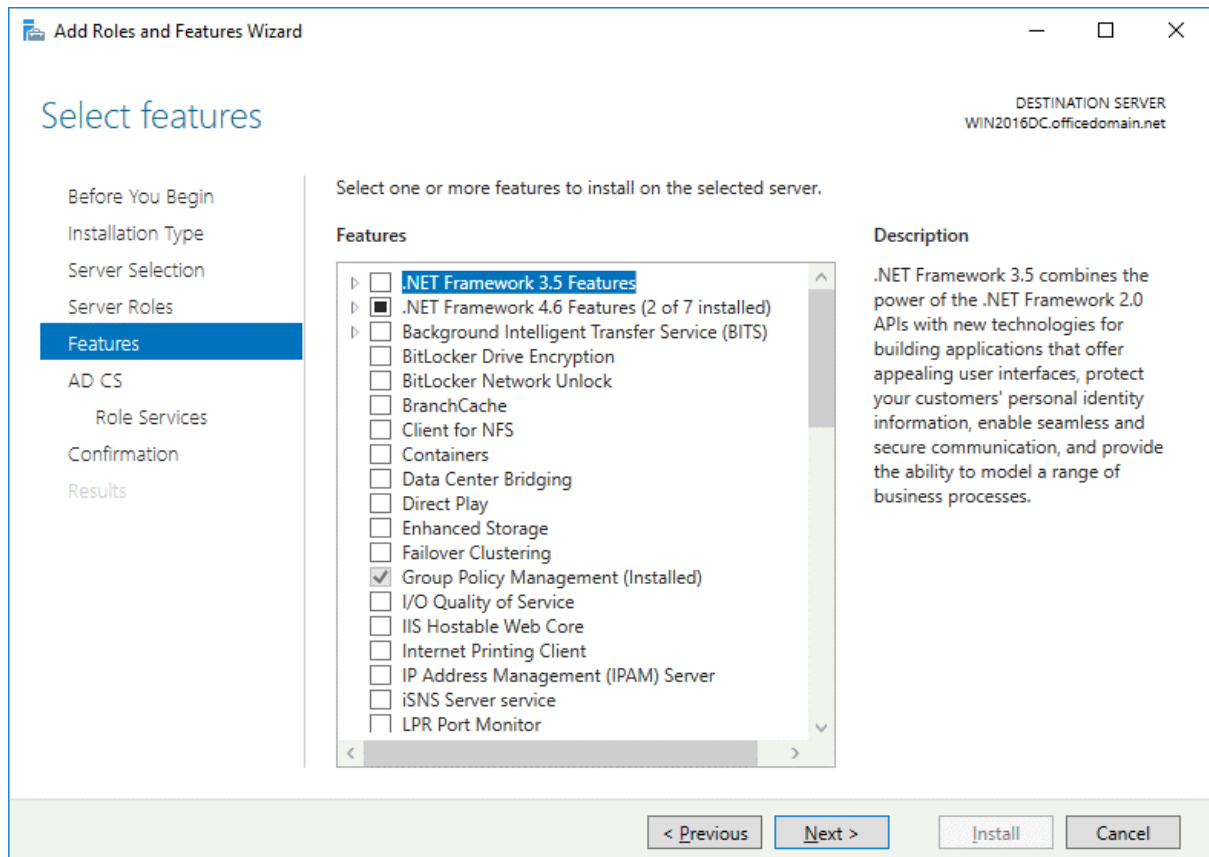 Add Roles and Features Wizard
Select features
DESTINATION SERVER
WIN2016DC.officedomain.net
Before You Begin
Installation Type
Server Selection
Server Roles
Features
AD CS
Role Services
Confirmation
Results
Select one or more features to install on the selected server.
Features
.NET Framework 3.5 Features
.NET Framework 4.6 Features (2 of 7 installed)
Background Intelligent Transfer Service (BITS)
BitLocker Drive Encryption
BitLocker Network Unlock
BranchCache
Client for NFS
Containers
Data Center Bridging
Direct Play
Enhanced Storage
Failover Clustering
Group Policy Management (Installed)
I/O Quality of Service
IIS Hostable Web Core
Internet Printing Client
IP Address Management (IPAM) Server
iSNS Server service
LPR Port Monitor
Description
.NET Framework 3.5 combines the
power of the .NET Framework 2.0
APIs with new technologies for
building applications that offer
appealing user interfaces, protect
your customers' personal identity
information, enable seamless and
secure communication, and provide
the ability to model a range of
business processes.
< Previous
Next >
Install
Cancel